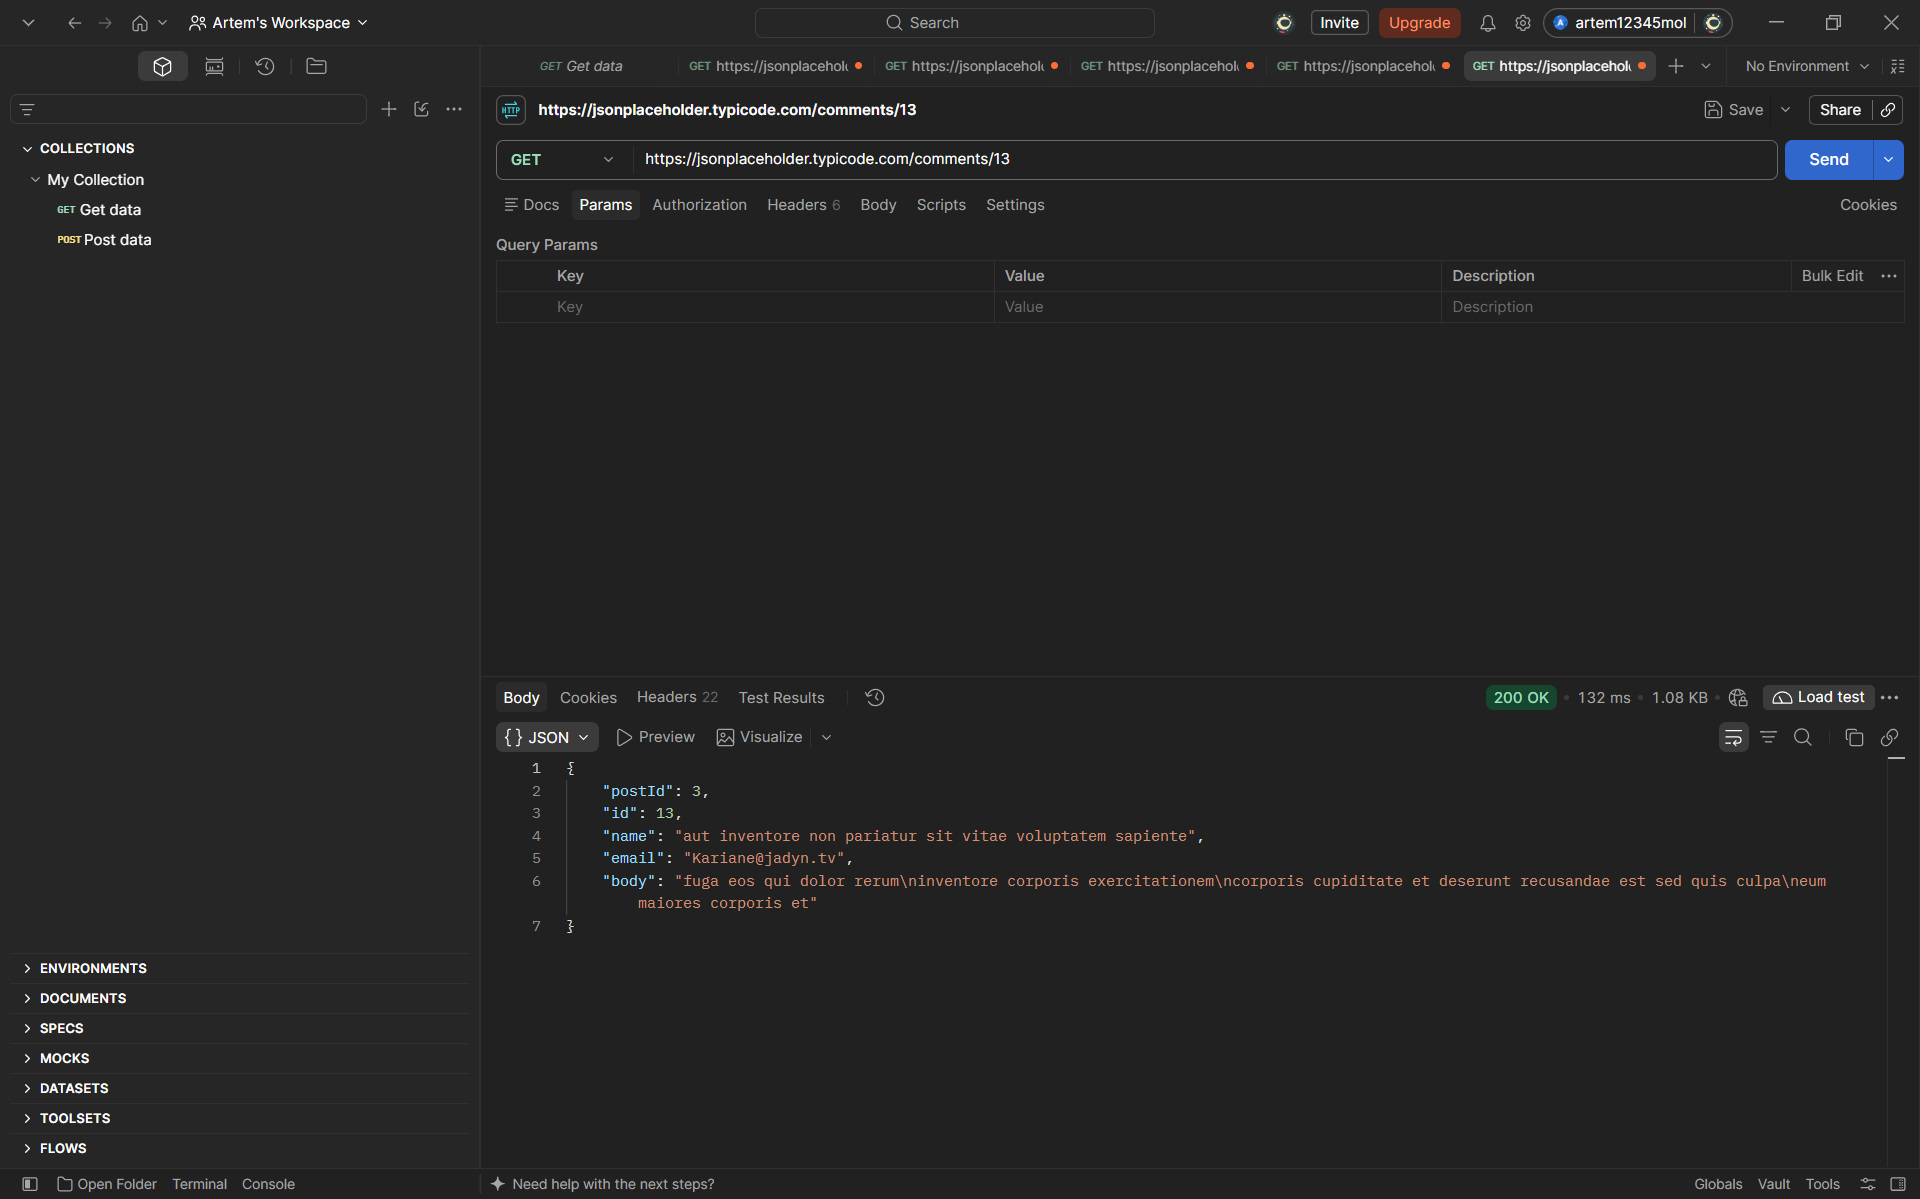 Artem's Workspace
Search
Invite
Upgrade
A
artem12345mol
GET Get data
GET https://jsonplacehol
GET https://jsonplacehol
GET https://jsonplacehol
GET https://jsonplacehol
GET https://jsonplacehol
No Environment
HTTP https://jsonplaceholder.typicode.com/comments/13
Save
Share
COLLECTIONS
My Collection
GET Get data
POST Post data
GET https://jsonplaceholder.typicode.com/comments/13
Send
Docs Params Authorization Headers 6 Body Scripts Settings
Cookies
Query Params
Key Value Description Bulk Edit
Key Value Description
Body Cookies Headers 22 Test Results
200 OK • 132 ms • 1.08 KB •
Load test
{} JSON Preview Visualize
1 {
2 "postId": 3,
3 "id": 13,
4 "name": "aut inventore non pariatur sit vitae voluptatem sapiente",
5 "email": "Kariane@jadyn.tv",
6 "body": "fuga eos qui dolor rerum\ninventore corporis exercitationem\ncorporis cupiditate et deserunt recusandae est sed quis culpa\neum
maiores corporis et"
7 }
ENVIRONMENTS
DOCUMENTS
SPECS
MOCKS
DATASETS
TOOLSETS
FLOWS
Open Folder Terminal Console
Need help with the next steps?
Globals Vault Tools